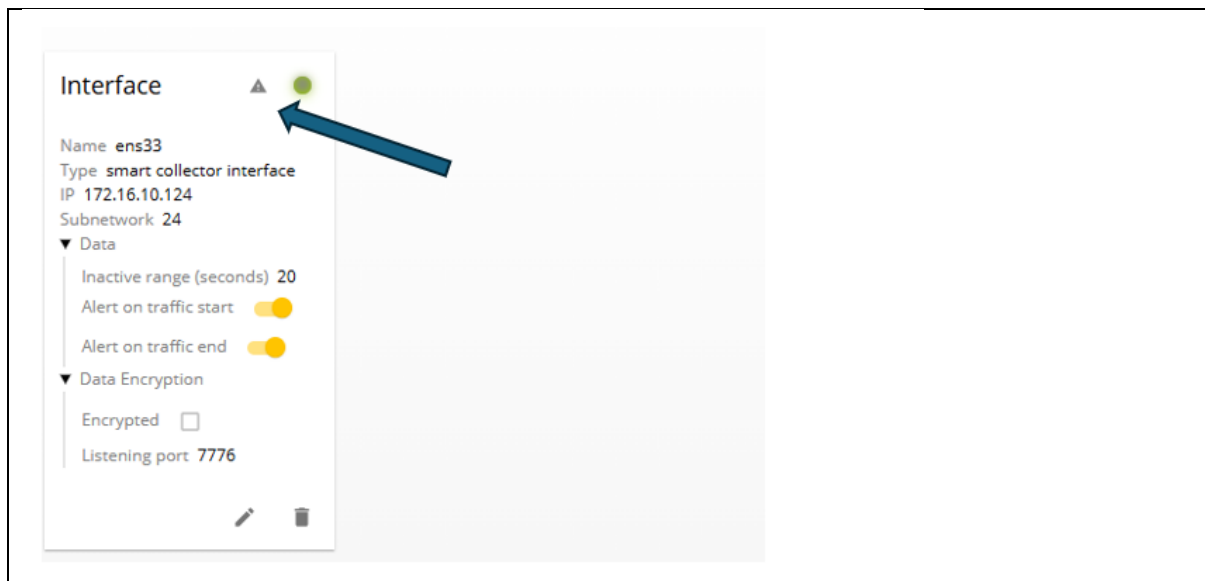 Interface
Name ens33
Type smart collector interface
IP 172.16.10.124
Subnetwork 24
Data
Inactive range (seconds) 20
Alert on traffic start
Alert on traffic end
Data Encryption
Encrypted
Listening port 7776